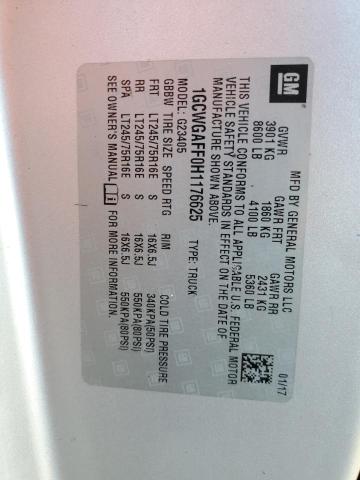 GM
MFD BY GENERAL MOTORS LLC 01/17
GVWR GAWR FRT GAWR RR
3901 KG 1860 KG 2431 KG
8600 LB 4100 LB 5360 LB
THIS VEHICLE CONFORMS TO ALL APPLICABLE U.S. FEDERAL MOTOR
VEHICLE SAFETY STANDARDS IN EFFECT ON THE DATE OF
MANUFACTURE SHOWN ABOVE.
1GCWGAFF0H1176625 TYPE: TRUCK
MODEL: G23405
GBBW TIRE SIZE SPEED RTG RIM COLD TIRE PRESSURE
FRT LT245/75R16E S 16X6.5J 340KPA(50PSI)
RR LT245/75R16E S 16X6.5J 550KPA(80PSI)
SPA LT245/75R16E S 16X6.5J 550KPA(80PSI)
SEE OWNER'S MANUAL FOR MORE INFORMATION.